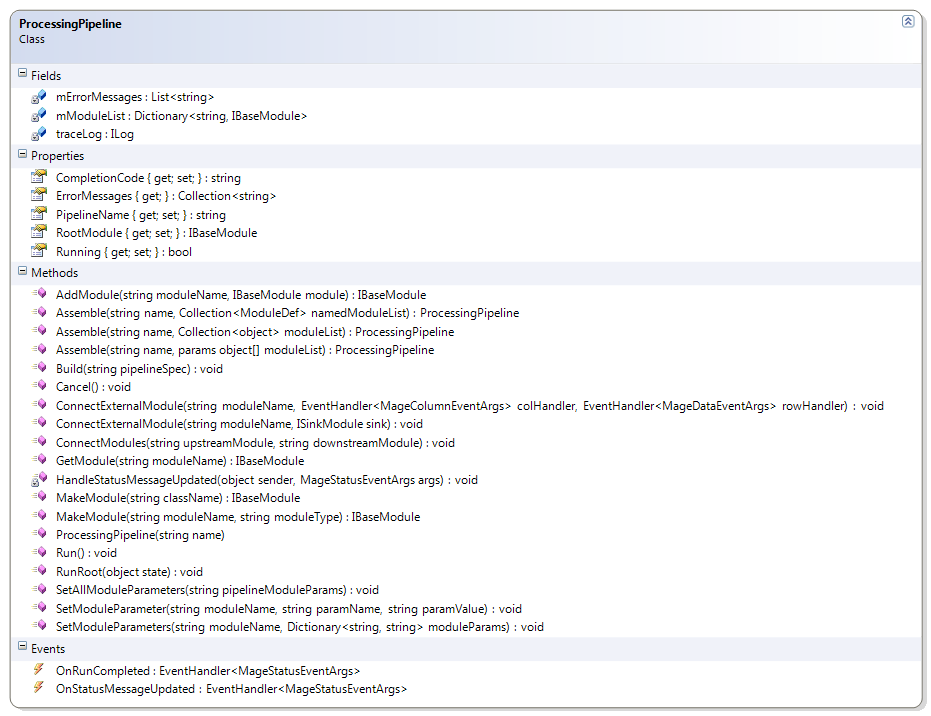 ProcessingPipeline
Class
Fields
mErrorMessages : List<string>
mModuleList : Dictionary<string, IBaseModule>
traceLog : ILog
Properties
CompletionCode { get; set; } : string
ErrorMessages { get; } : Collection<string>
PipelineName { get; set; } : string
RootModule { get; set; } : IBaseModule
Running { get; set; } : bool
Methods
AddModule(string moduleName, IBaseModule module) : IBaseModule
Assemble(string name, Collection<ModuleDef> namedModuleList) : ProcessingPipeline
Assemble(string name, Collection<object> moduleList) : ProcessingPipeline
Assemble(string name, params object[] moduleList) : ProcessingPipeline
Build(string pipelineSpec) : void
Cancel() : void
ConnectExternalModule(string moduleName, EventHandler<MageColumnEventArgs> colHandler, EventHandler<MageDataEventArgs> rowHandler) : void
ConnectExternalModule(string moduleName, ISinkModule sink) : void
ConnectModules(string upstreamModule, string downstreamModule) : void
GetModule(string moduleName) : IBaseModule
HandleStatusMessageUpdated(object sender, MageStatusEventArgs args) : void
MakeModule(string className) : IBaseModule
MakeModule(string moduleName, string moduleType) : IBaseModule
ProcessingPipeline(string name)
Run() : void
RunRoot(object state) : void
SetAllModuleParameters(string pipelineModuleParams) : void
SetModuleParameter(string moduleName, string paramName, string paramValue) : void
SetModuleParameters(string moduleName, Dictionary<string, string> moduleParams) : void
Events
OnRunCompleted : EventHandler<MageStatusEventArgs>
OnStatusMessageUpdated : EventHandler<MageStatusEventArgs>